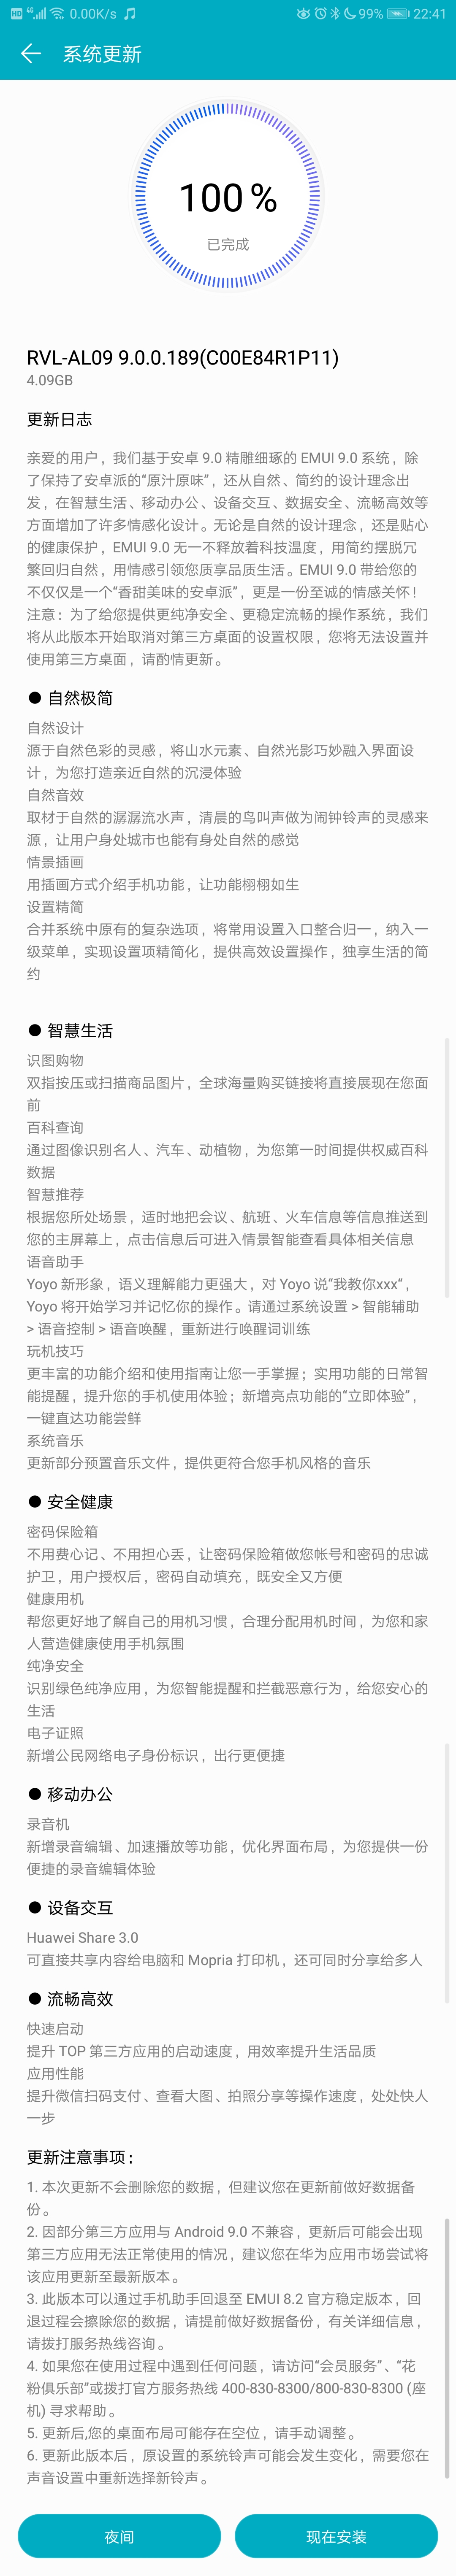 HD 4G 0.00K/s 99% 22:41
系统更新
100 %
已完成
RVL-AL09 9.0.0.189(C00E84R1P11)
4.09GB
更新日志
亲爱的用户，我们基于安卓 9.0 精雕细琢的 EMUI 9.0 系统，除
了保持了安卓派的“原汁原味”，还从自然、简约的设计理念出
发，在智慧生活、移动办公、设备交互、数据安全、流畅高效等
方面增加了许多情感化设计。无论是自然的设计理念，还是贴心
的健康保护，EMUI 9.0 无一不释放着科技温度，用简约摆脱冗
繁回归自然，用情感引领您质享品质生活。EMUI 9.0 带给您的
不仅仅是一个“香甜美味的安卓派”，更是一份至诚的情感关怀！
注意：为了给您提供更纯净安全、更稳定流畅的操作系统，我们
将从此版本开始取消对第三方桌面的设置权限，您将无法设置并
使用第三方桌面，请酌情更新。
● 自然极简
自然设计
源于自然色彩的灵感，将山水元素、自然光影巧妙融入界面设
计，为您打造亲近自然的沉浸体验
自然音效
取材于自然的潺潺流水声，清晨的鸟叫声做为闹钟铃声的灵感来
源，让用户身处城市也能有身处自然的感觉
情景插画
用插画方式介绍手机功能，让功能栩栩如生
设置精简
合并系统中原有的复杂选项，将常用设置入口整合归一，纳入一
级菜单，实现设置项精简化，提供高效设置操作，独享生活的简
约
● 智慧生活
识图购物
双指按压或扫描商品图片，全球海量购买链接将直接展现在您面
前
百科查询
通过图像识别名人、汽车、动植物，为您第一时间提供权威百科
数据
智慧推荐
根据您所处场景，适时地把会议、航班、火车信息等信息推送到
您的主屏幕上，点击信息后可进入情景智能查看具体相关信息
语音助手
Yoyo 新形象，语义理解能力更强大，对 Yoyo 说“我教你xxx“，
Yoyo 将开始学习并记忆你的操作。请通过系统设置 > 智能辅助
> 语音控制 > 语音唤醒，重新进行唤醒词训练
玩机技巧
更丰富的功能介绍和使用指南让您一手掌握；实用功能的日常智
能提醒，提升您的手机使用体验；新增亮点功能的“立即体验”，
一键直达功能尝鲜
系统音乐
更新部分预置音乐文件，提供更符合您手机风格的音乐
● 安全健康
密码保险箱
不用费心记、不用担心丢，让密码保险箱做您帐号和密码的忠诚
护卫，用户授权后，密码自动填充，既安全又方便
健康用机
帮您更好地了解自己的用机习惯，合理分配用机时间，为您和家
人营造健康使用手机氛围
纯净安全
识别绿色纯净应用，为您智能提醒和拦截恶意行为，给您安心的
生活
电子证照
新增公民网络电子身份标识，出行更便捷
● 移动办公
录音机
新增录音编辑、加速播放等功能，优化界面布局，为您提供一份
便捷的录音编辑体验
● 设备交互
Huawei Share 3.0
可直接共享内容给电脑和 Mopria 打印机，还可同时分享给多人
● 流畅高效
快速启动
提升 TOP 第三方应用的启动速度，用效率提升生活品质
应用性能
提升微信扫码支付、查看大图、拍照分享等操作速度，处处快人
一步
更新注意事项：
1. 本次更新不会删除您的数据，但建议您在更新前做好数据备
份。
2. 因部分第三方应用与 Android 9.0 不兼容，更新后可能会出现
第三方应用无法正常使用的情况，建议您在华为应用市场尝试将
该应用更新至最新版本。
3. 此版本可以通过手机助手回退至 EMUI 8.2 官方稳定版本，回
退过程会擦除您的数据，请提前做好数据备份，有关详细信息，
请拨打服务热线咨询。
4. 如果您在使用过程中遇到任何问题，请访问“会员服务”、“花
粉俱乐部”或拨打官方服务热线 400-830-8300/800-830-8300 (座
机) 寻求帮助。
5. 更新后,您的桌面布局可能存在空位，请手动调整。
6. 更新此版本后，原设置的系统铃声可能会发生变化，需要您在
声音设置中重新选择新铃声。
夜间
现在安装